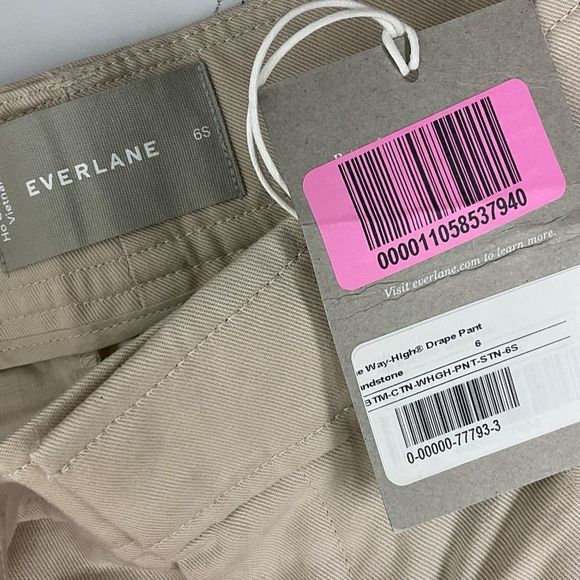 EVERLANE
6S
Vietnam
000011058537940
Visit everlane.com to learn more.
e Way-High® Drape Pant
ndstone 6
BTM-CTN-WHGH-PNT-STN-6S
0-00000-77793-3